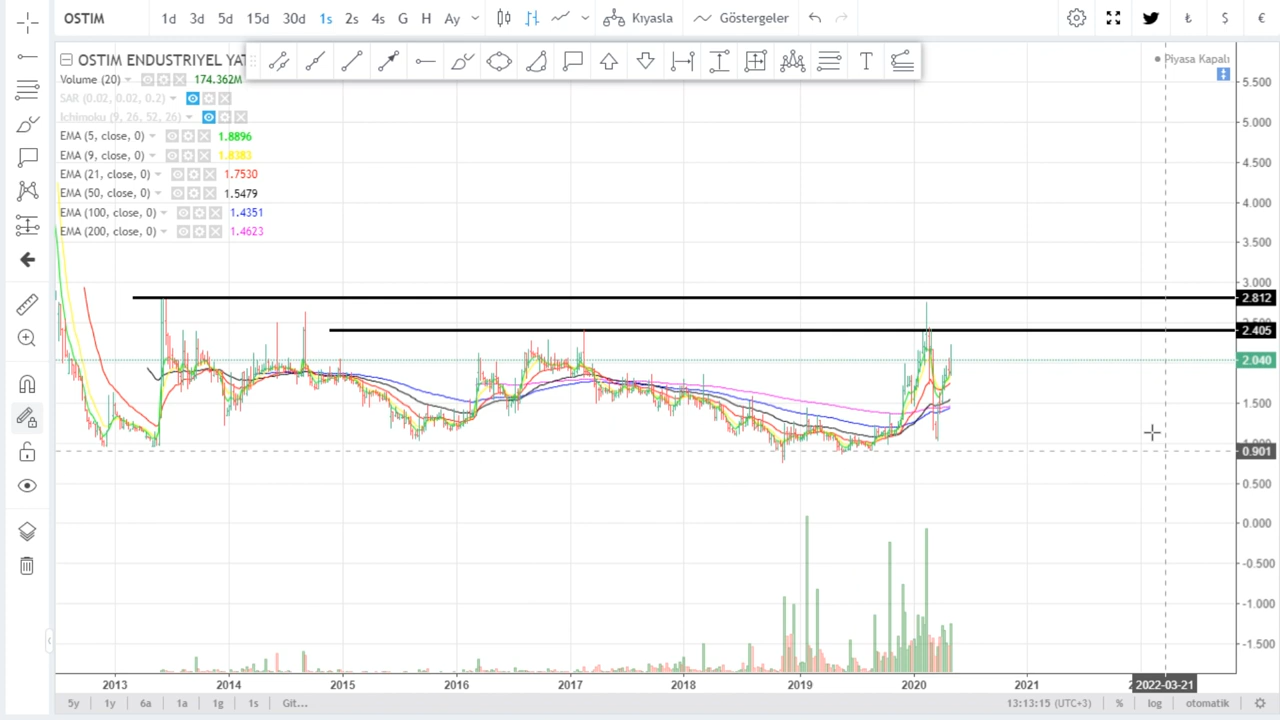 OSTIM 1d 3d 5d 15d 30d 1s 2s 4s G H Ay Kıyasla Göstergeler ₺ $ €
OSTIM ENDUSTRIYEL YAT
Piyasa Kapalı
Volume (20) 174.362M
SAR (0.02, 0.02, 0.2)
Ichimoku (9, 26, 52, 26)
EMA (5, close, 0) 1.8896
EMA (9, close, 0) 1.8383
EMA (21, close, 0) 1.7530
EMA (50, close, 0) 1.5479
EMA (100, close, 0) 1.4351
EMA (200, close, 0) 1.4623
5.500
5.000
4.500
4.000
3.500
3.000
2.812
2.405
2.040
1.500
0.901
0.500
0.000
-0.500
-1.000
-1.500
2013 2014 2015 2016 2017 2018 2019 2020 2021 2022-03-21
5y 1y 6a 1a 1g 1s Git... 13:13:15 (UTC+3) % log otomatik